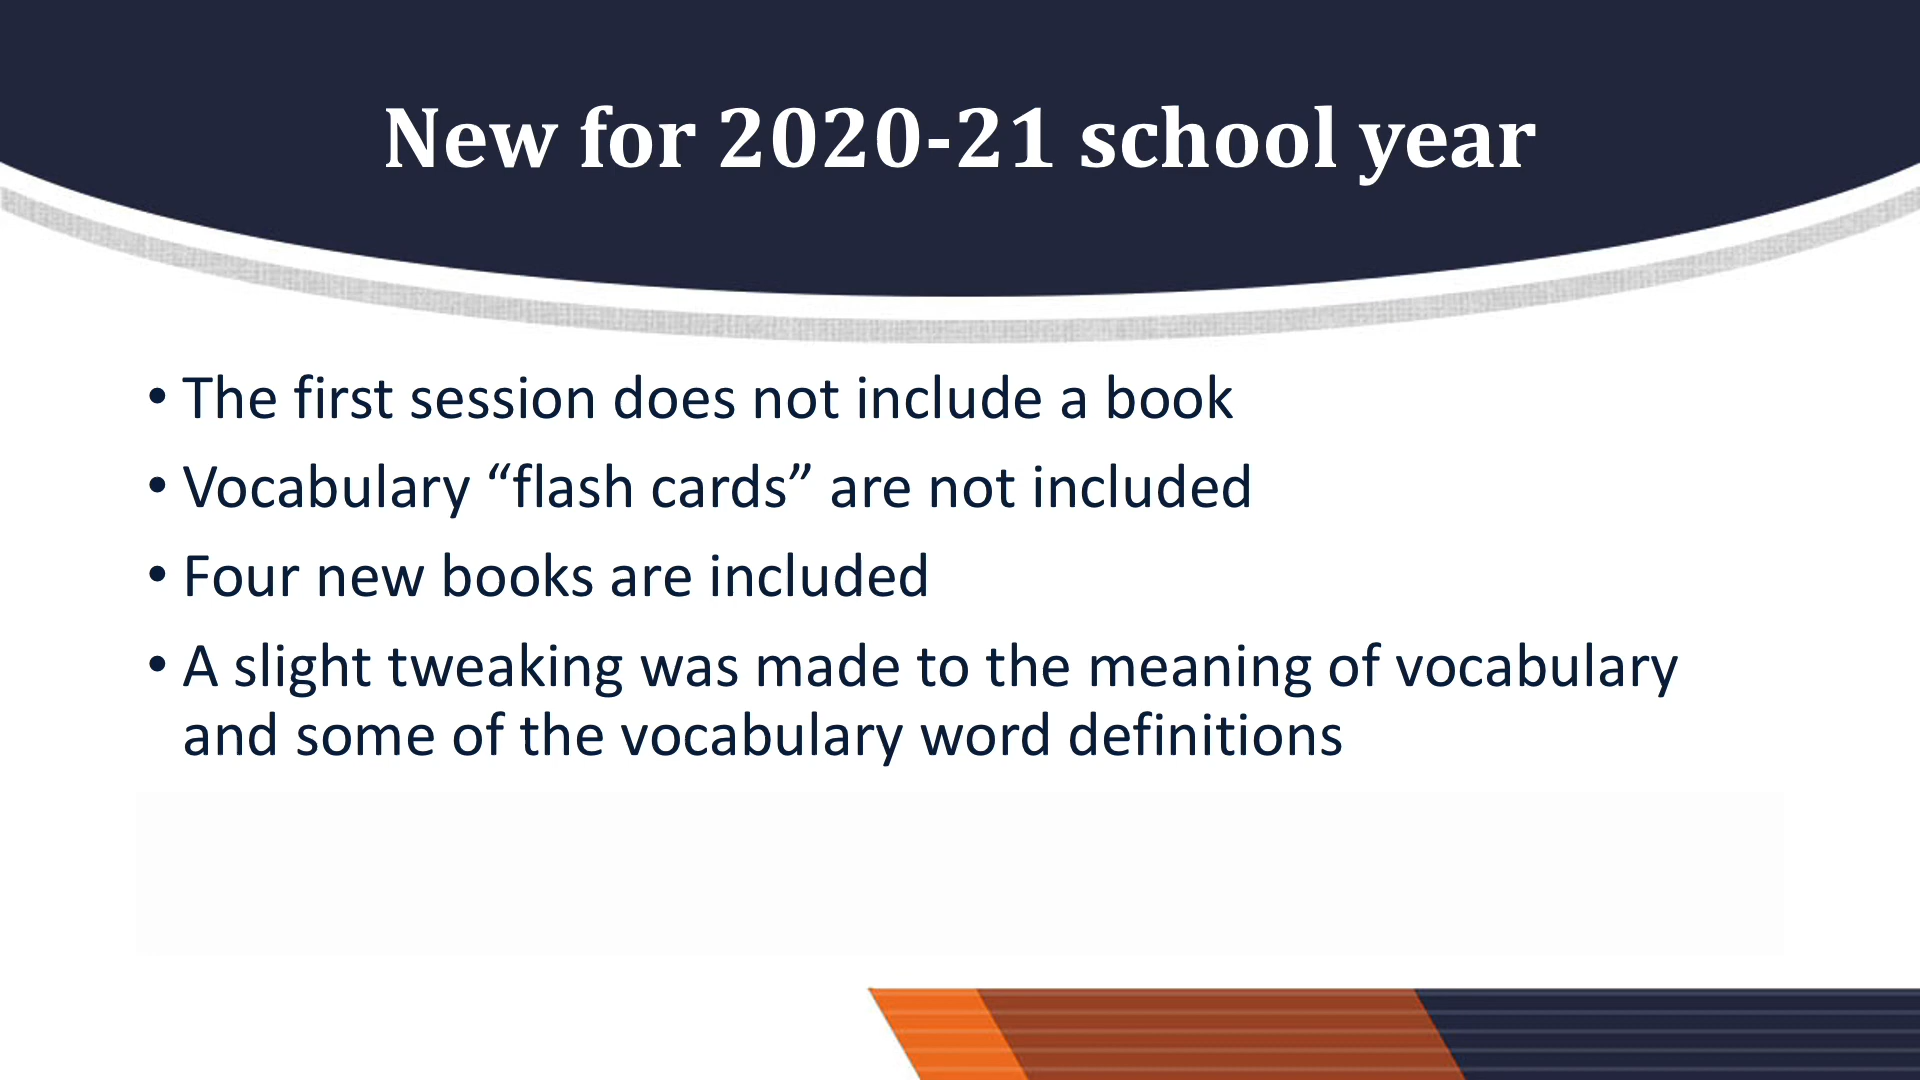 New for 2020-21 school year
• The first session does not include a book
• Vocabulary “flash cards” are not included
• Four new books are included
• A slight tweaking was made to the meaning of vocabulary
and some of the vocabulary word definitions